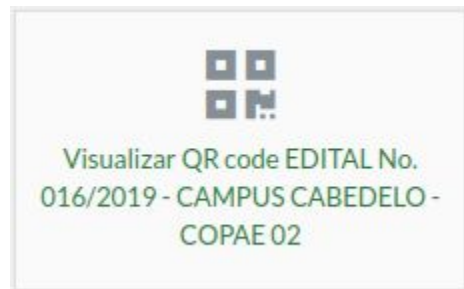 Visualizar QR code EDITAL No.
016/2019 - CAMPUS CABEDELO -
COPAE 02